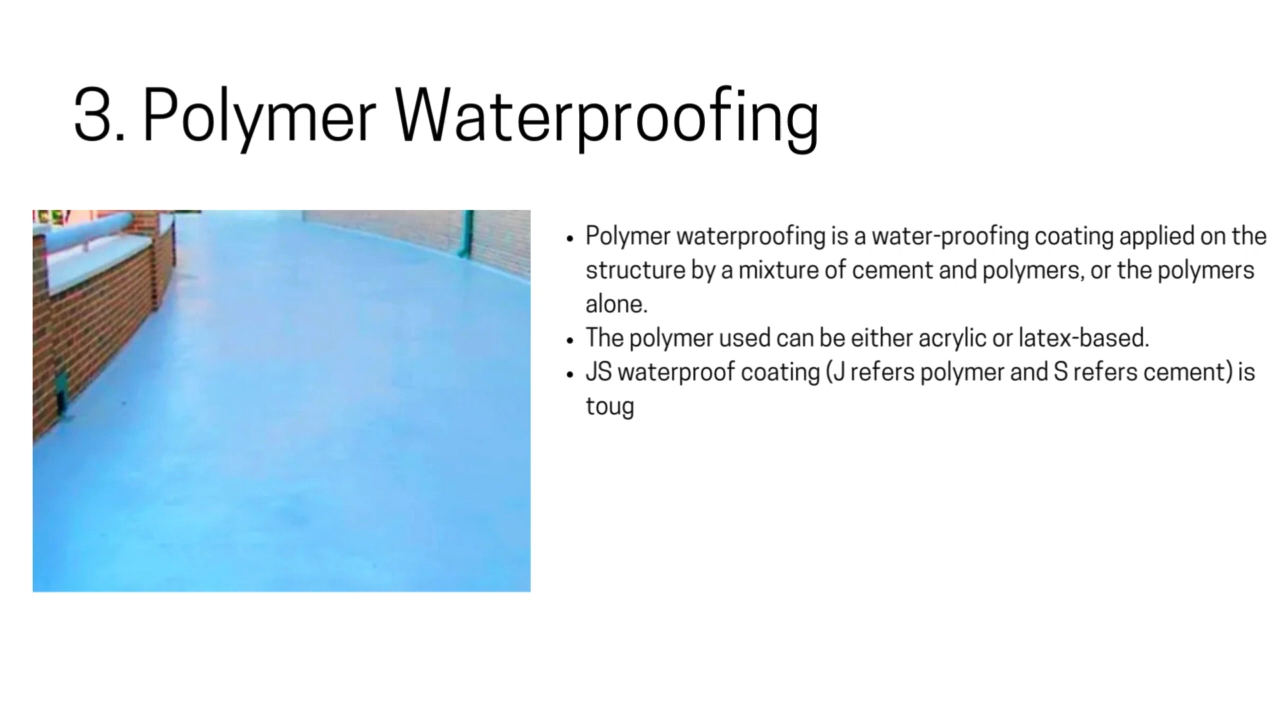 3. Polymer Waterproofing
• Polymer waterproofing is a water-proofing coating applied on the
structure by a mixture of cement and polymers, or the polymers
alone.
• The polymer used can be either acrylic or latex-based.
• JS waterproof coating (J refers polymer and S refers cement) is
toug